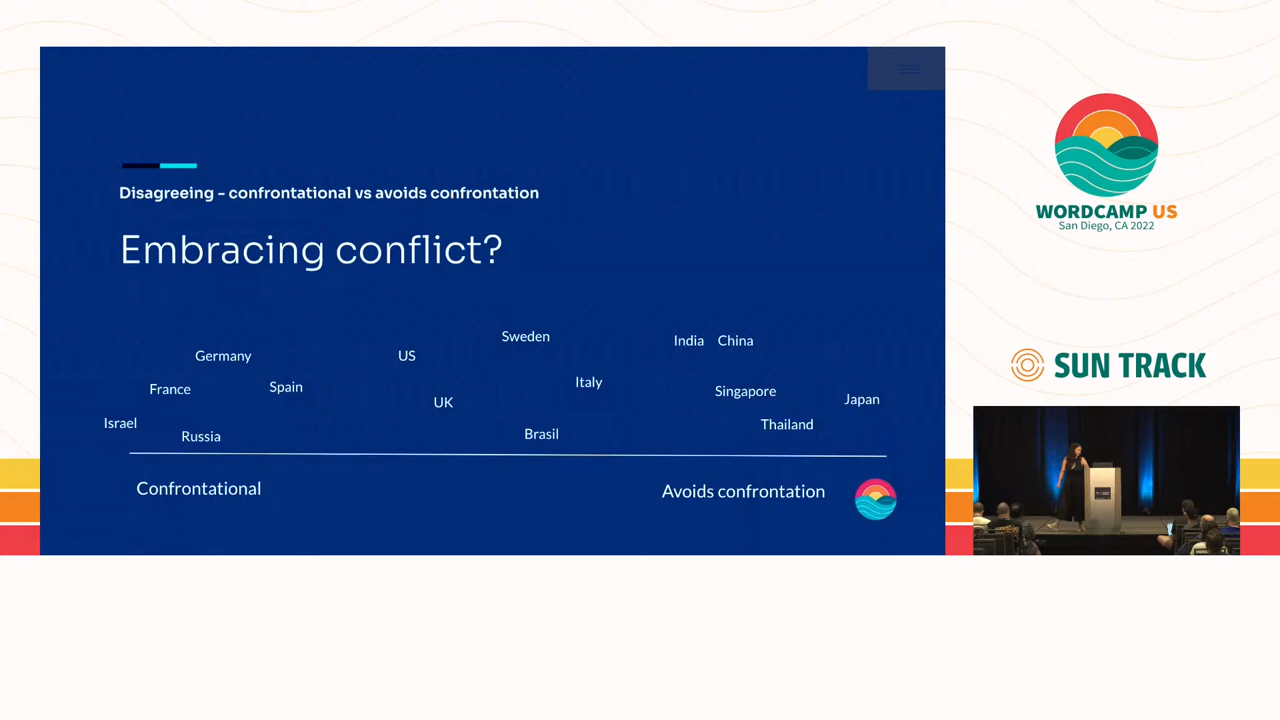 Disagreeing - confrontational vs avoids confrontation
Embracing conflict?
Sweden
India China
Germany
US
Italy
France
Spain
Singapore
UK
Japan
Israel
Thailand
Russia
Brasil
Confrontational
Avoids confrontation
WORDCAMP US
San Diego, CA 2022
SUN TRACK